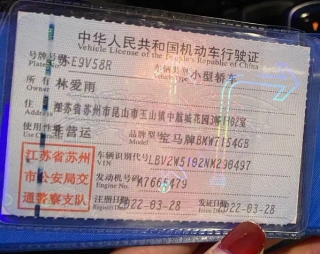 中华人民共和国机动车行驶证
Vehicle License of the People's Republic of China
号牌号码 苏E9V58R 车辆类型 小型轿车
所有人 林爱雨
Owner
住址 江苏省苏州市昆山市玉山镇
Address
使用性质 非营运 品牌型号 宝马牌BMW7154GB
江苏省苏州
市公安局交
通警察支队
车辆识别代号
VIN
发动机号码
Engine No.
注册日期 2022-03-28 发证日期 2022-03-28